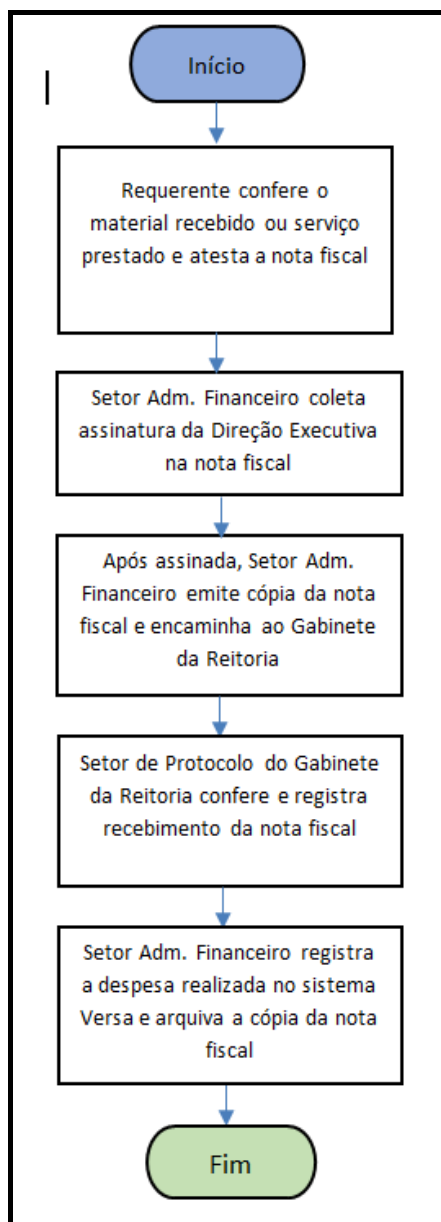 Início
Requerente confere o
material recebido ou serviço
prestado e atesta a nota fiscal
Setor Adm. Financeiro coleta
assinatura da Direção Executiva
na nota fiscal
Após assinada, Setor Adm.
Financeiro emite cópia da nota
fiscal e encaminha ao Gabinete
da Reitoria
Setor de Protocolo do Gabinete
da Reitoria confere e registra
recebimento da nota fiscal
Setor Adm. Financeiro registra
a despesa realizada no sistema
Versa e arquiva a cópia da nota
fiscal
Fim